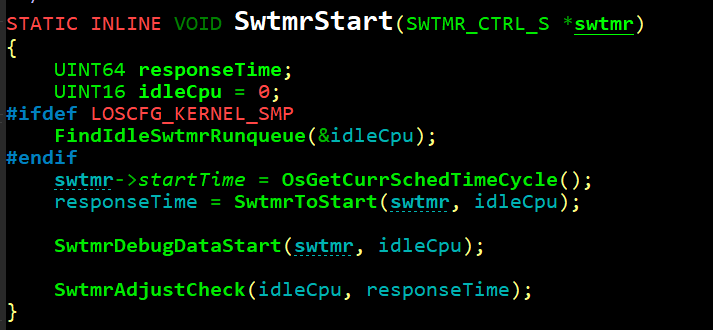 STATIC INLINE VOID SwtmrStart(SWTMR_CTRL_S *swtmr)
{
    UINT64 responseTime;
    UINT16 idleCpu = 0;
#ifdef LOSCFG_KERNEL_SMP
    FindIdleSwtmrRunqueue(&idleCpu);
#endif
    swtmr->startTime = OsGetCurrSchedTimeCycle();
    responseTime = SwtmrToStart(swtmr, idleCpu);

    SwtmrDebugDataStart(swtmr, idleCpu);

    SwtmrAdjustCheck(idleCpu, responseTime);
}